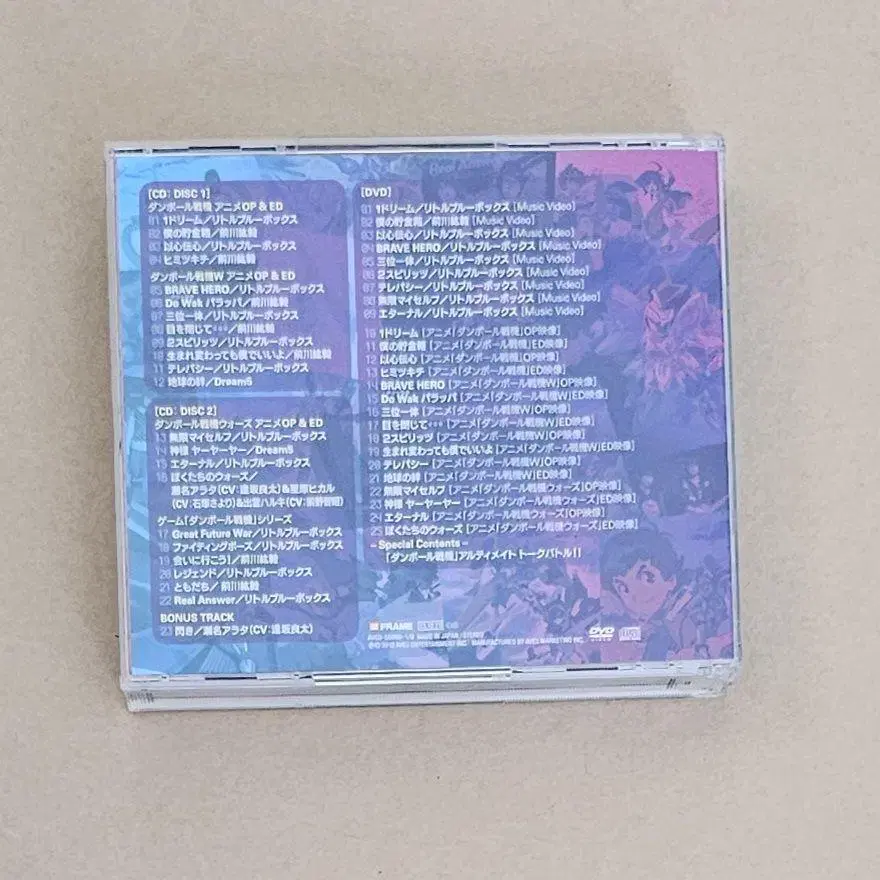 [CD: DISC 1]
ダンボール戦機 アニメOP & ED
01 1ドリーム／リトルブルーボックス
02 僕の貯金箱／前川紘毅
03 以心伝心／リトルブルーボックス
04 ヒミツキチ／前川紘毅
ダンボール戦機W アニメOP & ED
05 BRAVE HERO／リトルブルーボックス
06 Do Wak パラッパ／前川紘毅
07 三位一体／リトルブルーボックス
08 目を閉じて・・・／前川紘毅
09 2スピリッツ／リトルブルーボックス
10 生まれ変わっても僕でいいよ／前川紘毅
11 テレパシー／リトルブルーボックス
12 地球の絆／Dream5
[CD: DISC 2]
ダンボール戦機ウォーズ アニメOP & ED
13 無限マイセルフ／リトルブルーボックス
14 神様 ヤーヤーヤー／Dream5
15 エターナル／リトルブルーボックス
16 ぼくたちのウォーズ／
瀬名アラタ(CV:逢坂良太)&星原ヒカル
(CV:石塚さより)&出雲ハルキ(CV:前野智昭)
ゲーム「ダンボール戦機」シリーズ
17 Great Future War／リトルブルーボックス
18 ファイティングポーズ／リトルブルーボックス
19 会いに行こう!／前川紘毅
20 レジェンド／リトルブルーボックス
21 ともだち／前川紘毅
22 Real Answer／リトルブルーボックス
BONUS TRACK
23 閃き／瀬名アラタ(CV:逢坂良太)
[DVD]
01 1ドリーム／リトルブルーボックス [Music Video]
02 僕の貯金箱／前川紘毅 [Music Video]
03 以心伝心／リトルブルーボックス [Music Video]
04 BRAVE HERO／リトルブルーボックス [Music Video]
05 三位一体／リトルブルーボックス [Music Video]
06 2スピリッツ／リトルブルーボックス [Music Video]
07 テレパシー／リトルブルーボックス [Music Video]
08 無限マイセルフ／リトルブルーボックス [Music Video]
09 エターナル／リトルブルーボックス [Music Video]
10 1ドリーム [アニメ「ダンボール戦機」OP映像]
11 僕の貯金箱 [アニメ「ダンボール戦機」ED映像]
12 以心伝心 [アニメ「ダンボール戦機」OP映像]
13 ヒミツキチ [アニメ「ダンボール戦機」ED映像]
14 BRAVE HERO [アニメ「ダンボール戦機W」OP映像]
15 Do Wak パラッパ [アニメ「ダンボール戦機W」ED映像]
16 三位一体 [アニメ「ダンボール戦機W」OP映像]
17 目を閉じて・・・ [アニメ「ダンボール戦機W」ED映像]
18 2スピリッツ [アニメ「ダンボール戦機W」OP映像]
19 生まれ変わっても僕でいいよ [アニメ「ダンボール戦機W」ED映像]
20 テレパシー [アニメ「ダンボール戦機W」OP映像]
21 地球の絆 [アニメ「ダンボール戦機W」ED映像]
22 無限マイセルフ [アニメ「ダンボール戦機ウォーズ」OP映像]
23 神様 ヤーヤーヤー [アニメ「ダンボール戦機ウォーズ」ED映像]
24 エターナル [アニメ「ダンボール戦機ウォーズ」OP映像]
25 ぼくたちのウォーズ [アニメ「ダンボール戦機ウォーズ」ED映像]
- Special Contents -
「ダンボール戦機」アルティメイト トークバトル!!
FRAME
MADE IN JAPAN／STEREO
AVEX ENTERTAINMENT INC. MANUFACTURED BY AVEX MARKETING INC.
DVD VIDEO